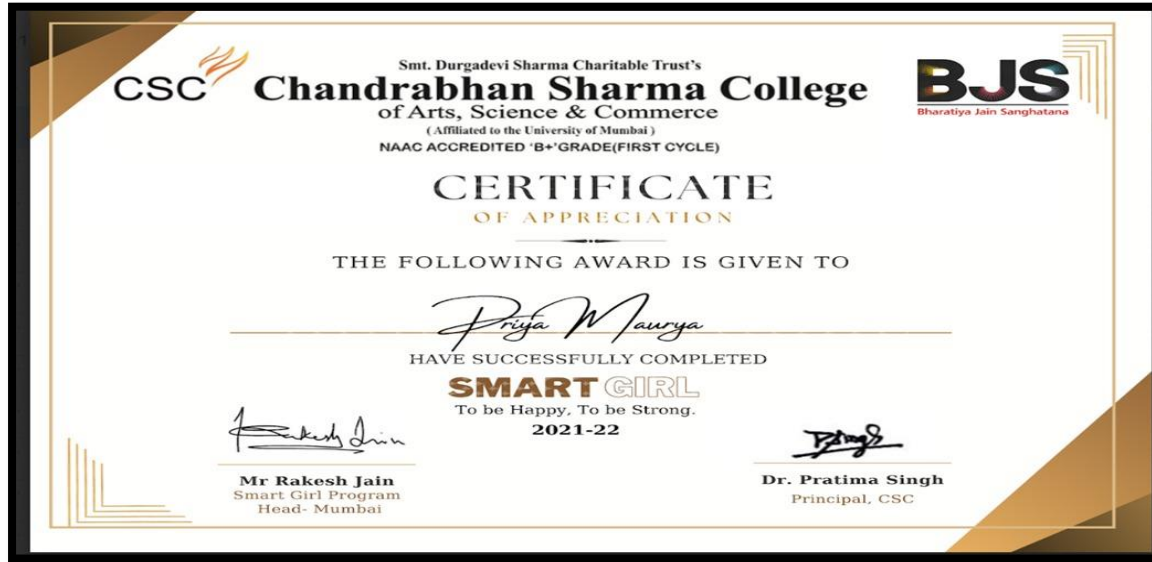 CSC
Smt. Durgadevi Sharma Charitable Trust's
Chandrabhan Sharma College
of Arts, Science & Commerce
( Affiliated to the University of Mumbai )
NAAC ACCREDITED 'B+'GRADE(FIRST CYCLE)
BJS
Bharatiya Jain Sanghatana
CERTIFICATE
OF APPRECIATION
THE FOLLOWING AWARD IS GIVEN TO
Priya Maurya
HAVE SUCCESSFULLY COMPLETED
SMART GIRL
To be Happy, To be Strong.
2021-22
Rakesh Jain
Mr Rakesh Jain
Smart Girl Program
Head- Mumbai
Dr. Pratima Singh
Principal, CSC